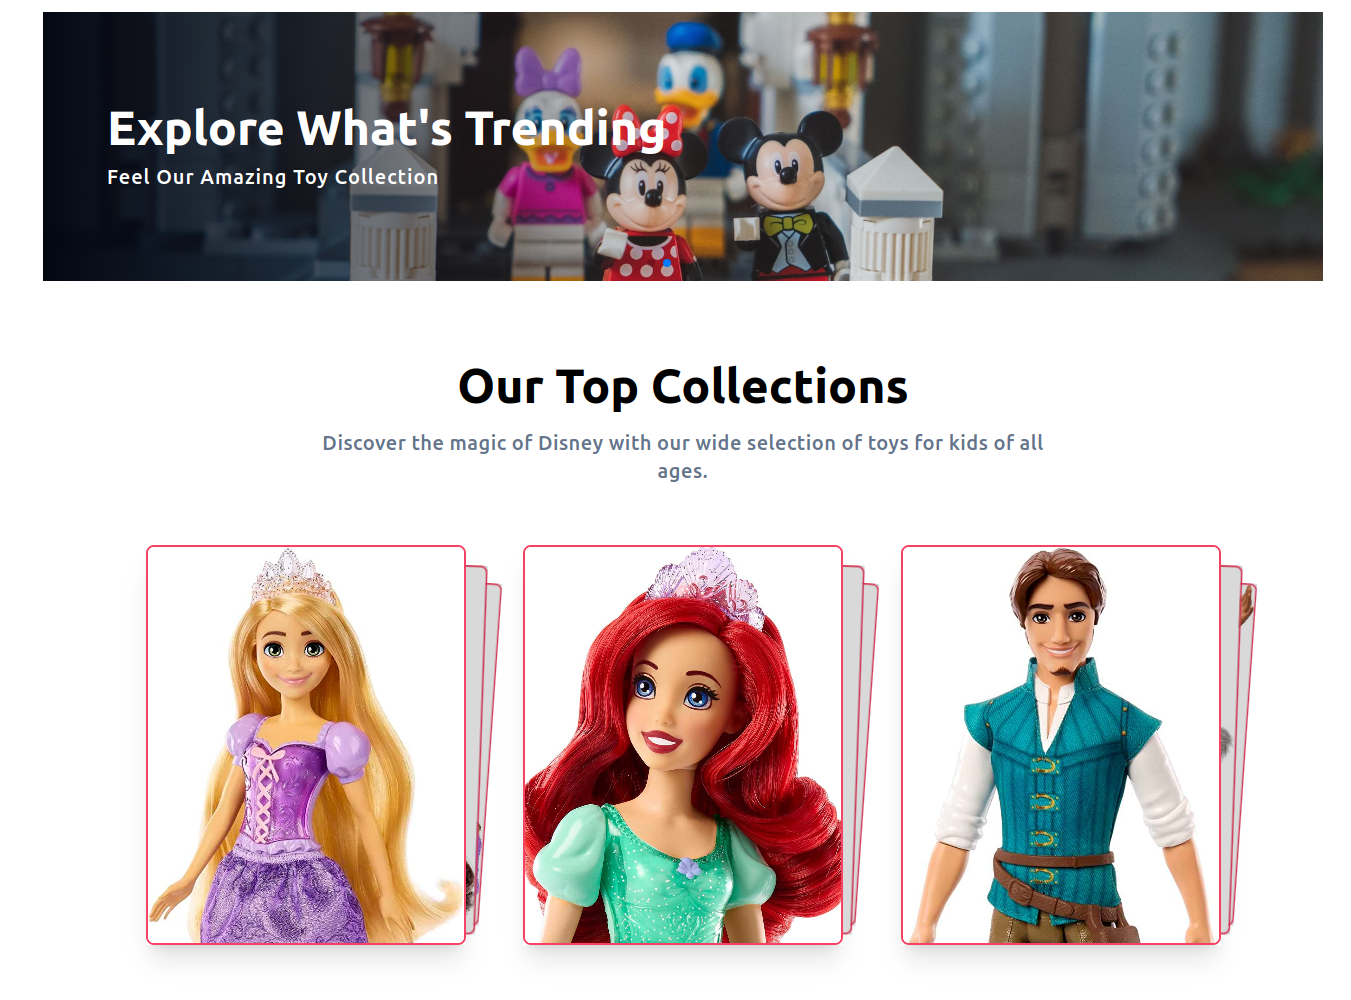 Explore What's Trending
Feel Our Amazing Toy Collection
Our Top Collections
Discover the magic of Disney with our wide selection of toys for kids of all
ages.